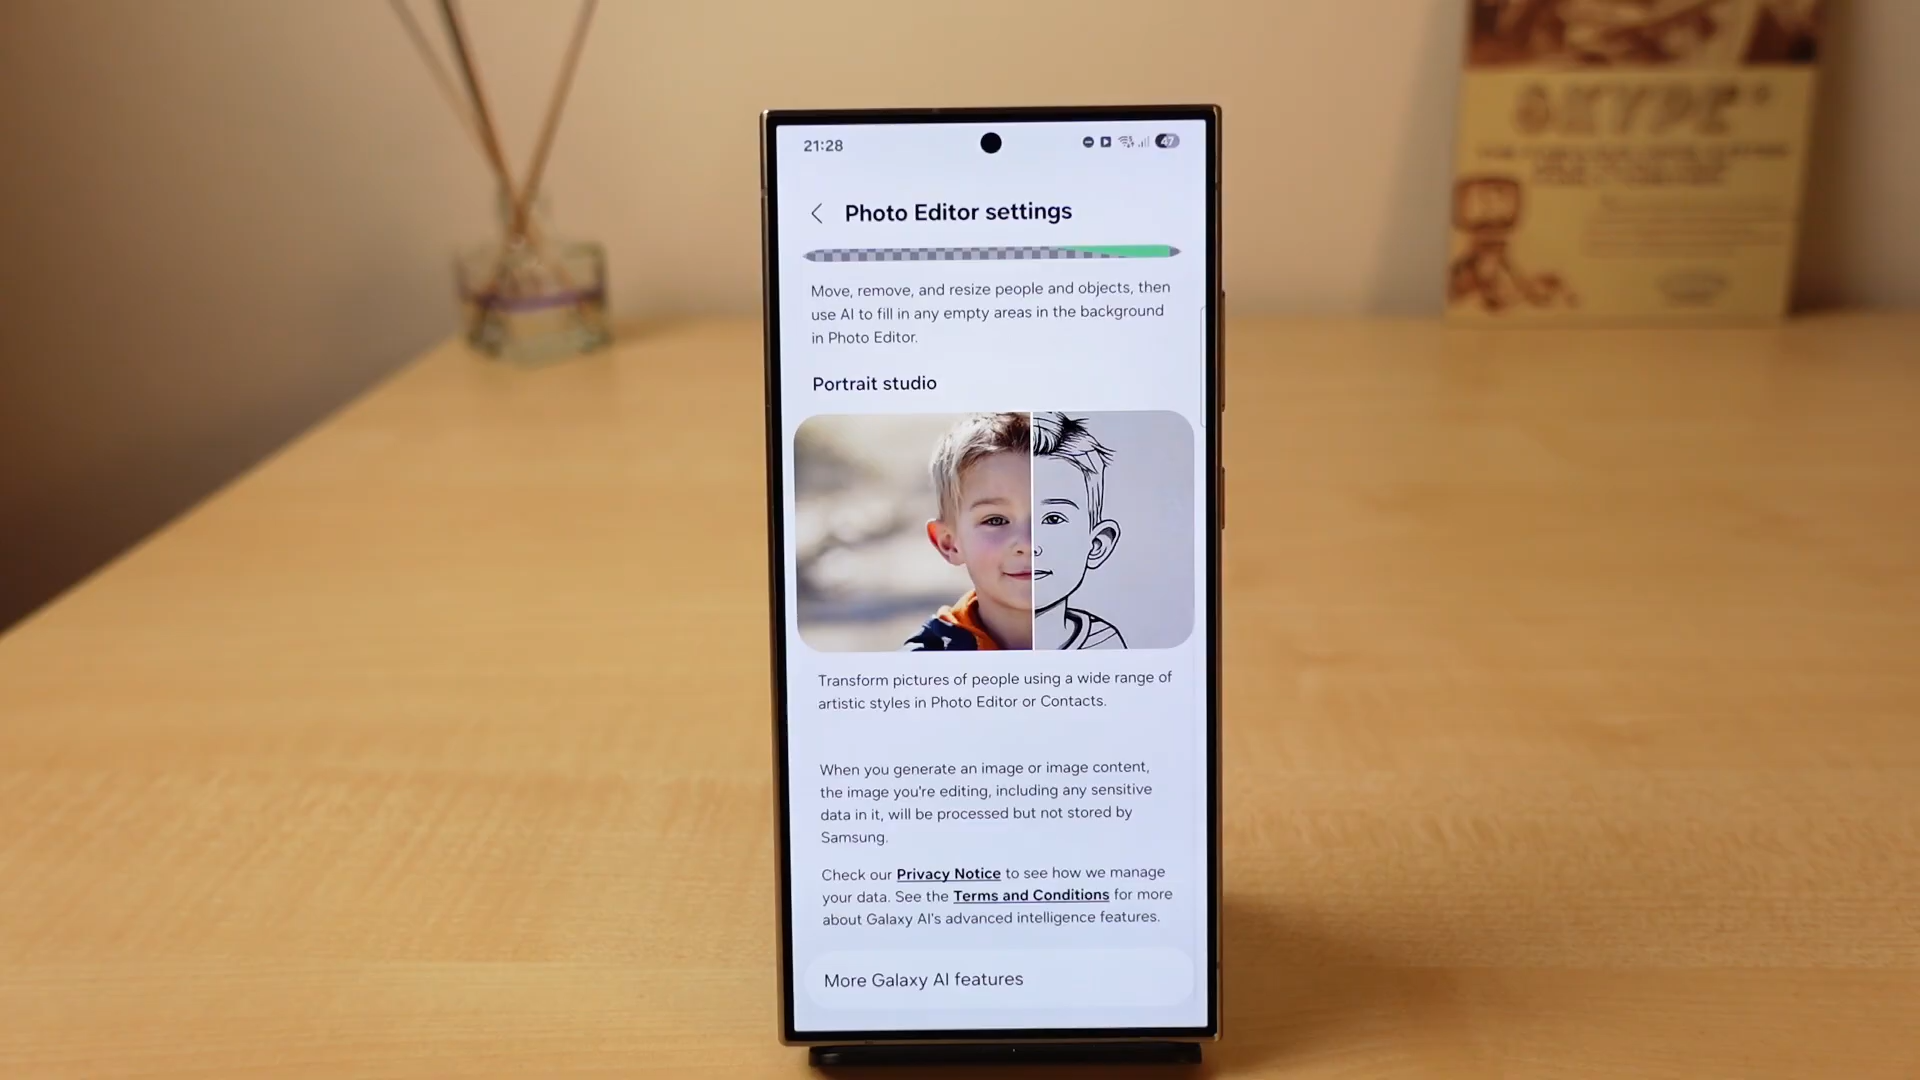 21:28
47
Photo Editor settings
Move, remove, and resize people and objects, then
use AI to fill in any empty areas in the background
in Photo Editor.
Portrait studio
Transform pictures of people using a wide range of
artistic styles in Photo Editor or Contacts.
When you generate an image or image content,
the image you're editing, including any sensitive
data in it, will be processed but not stored by
Samsung.
Check our Privacy Notice to see how we manage
your data. See the Terms and Conditions for more
about Galaxy AI's advanced intelligence features.
More Galaxy AI features